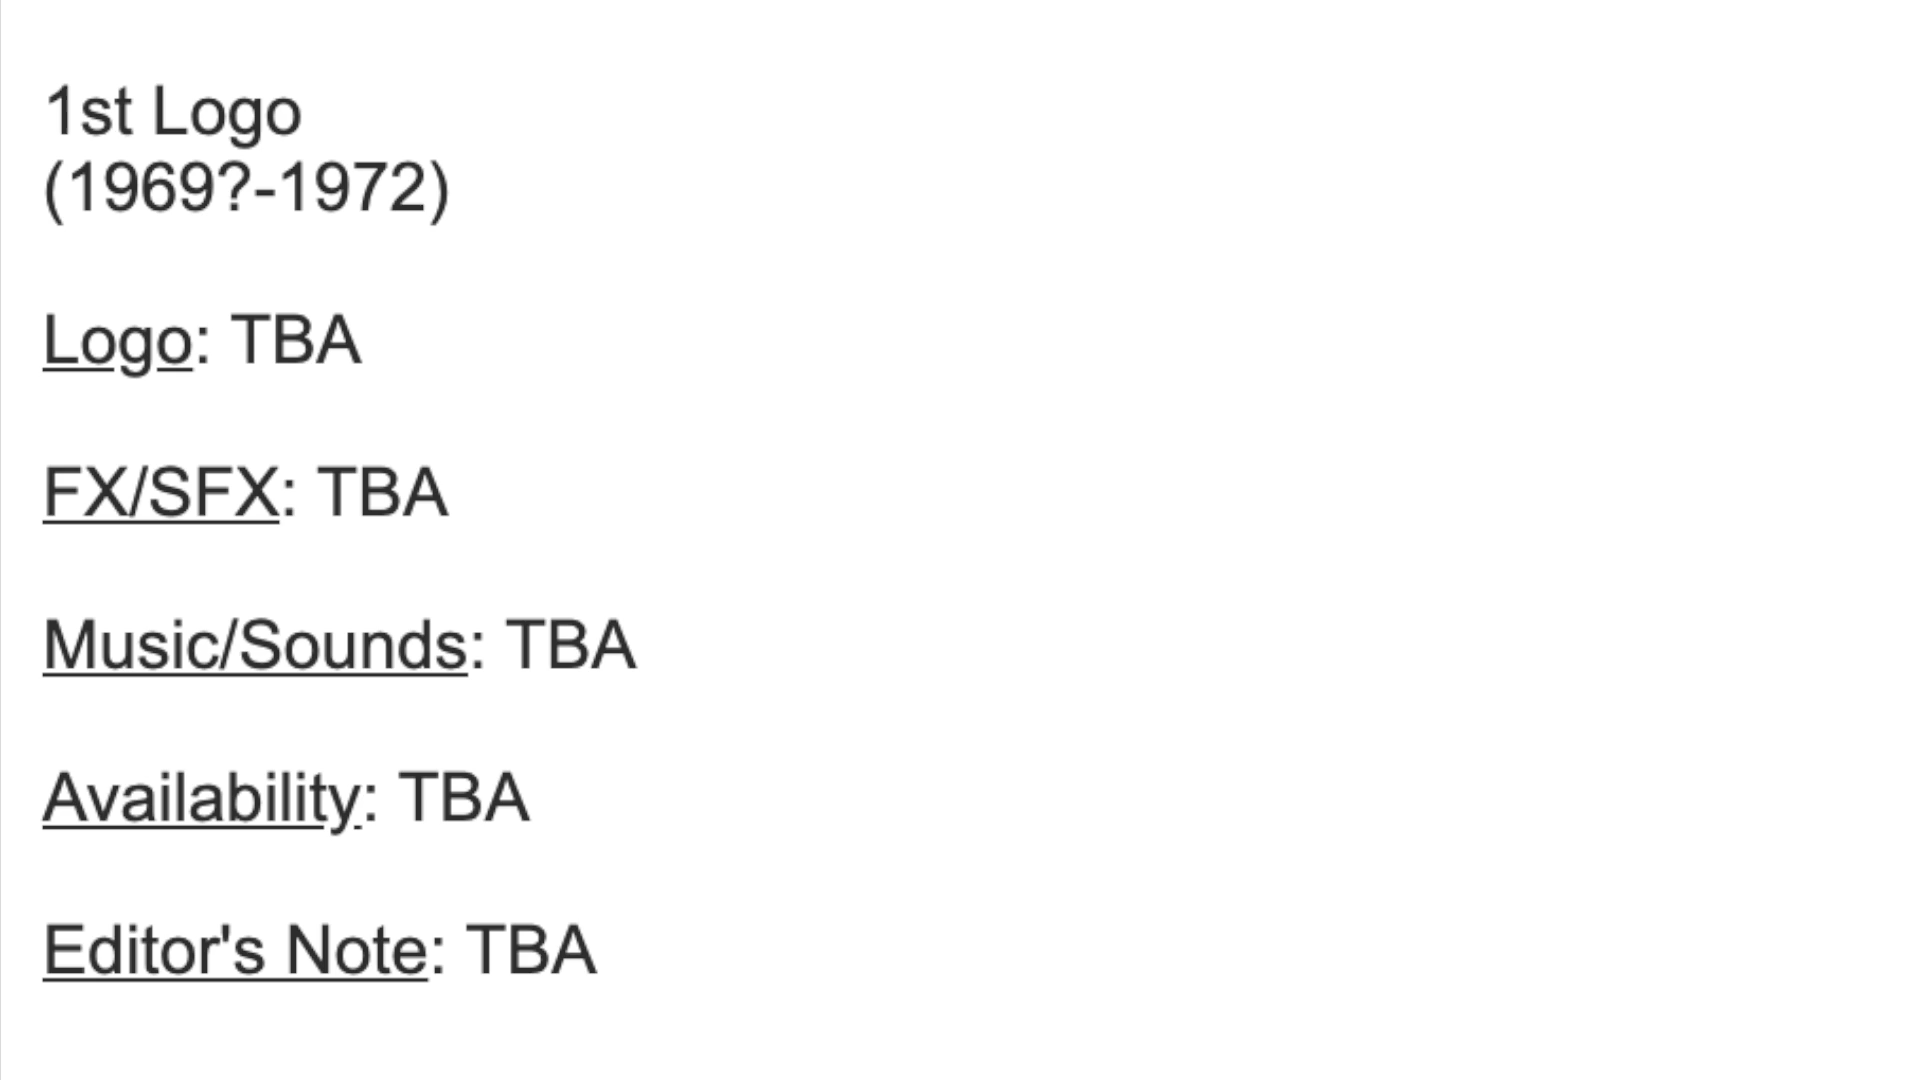 1st Logo
(1969?-1972)
Logo: TBA
FX/SFX: TBA
Music/Sounds: TBA
Availability: TBA
Editor's Note: TBA